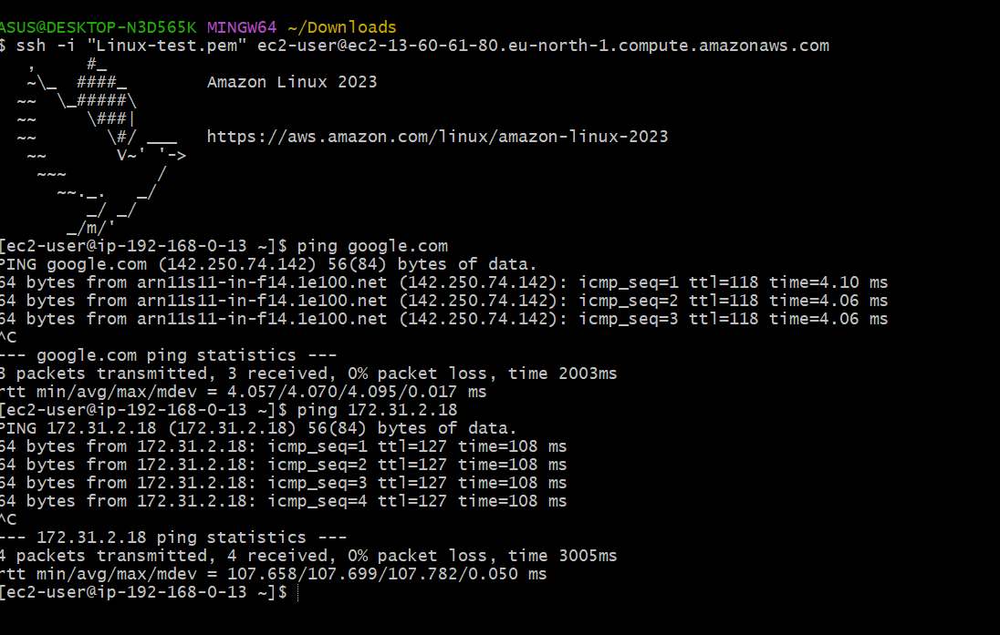 ASUS@DESKTOP-N3D565K MINGW64 ~/Downloads
$ ssh -i "Linux-test.pem" ec2-user@ec2-13-60-61-80.eu-north-1.compute.amazonaws.com
   ,     #_
   ~\_  ####_        Amazon Linux 2023
  ~~  \_#####\
  ~~     \###|
  ~~       \#/ ___   https://aws.amazon.com/linux/amazon-linux-2023
   ~~       V~' '->
    ~~~         /
      ~~._.   _/
         _/ _/
       _/m/'
[ec2-user@ip-192-168-0-13 ~]$ ping google.com
PING google.com (142.250.74.142) 56(84) bytes of data.
64 bytes from arn11s11-in-f14.1e100.net (142.250.74.142): icmp_seq=1 ttl=118 time=4.10 ms
64 bytes from arn11s11-in-f14.1e100.net (142.250.74.142): icmp_seq=2 ttl=118 time=4.06 ms
64 bytes from arn11s11-in-f14.1e100.net (142.250.74.142): icmp_seq=3 ttl=118 time=4.06 ms
^C
--- google.com ping statistics ---
3 packets transmitted, 3 received, 0% packet loss, time 2003ms
rtt min/avg/max/mdev = 4.057/4.070/4.095/0.017 ms
[ec2-user@ip-192-168-0-13 ~]$ ping 172.31.2.18
PING 172.31.2.18 (172.31.2.18) 56(84) bytes of data.
64 bytes from 172.31.2.18: icmp_seq=1 ttl=127 time=108 ms
64 bytes from 172.31.2.18: icmp_seq=2 ttl=127 time=108 ms
64 bytes from 172.31.2.18: icmp_seq=3 ttl=127 time=108 ms
64 bytes from 172.31.2.18: icmp_seq=4 ttl=127 time=108 ms
^C
--- 172.31.2.18 ping statistics ---
4 packets transmitted, 4 received, 0% packet loss, time 3005ms
rtt min/avg/max/mdev = 107.658/107.699/107.782/0.050 ms
[ec2-user@ip-192-168-0-13 ~]$